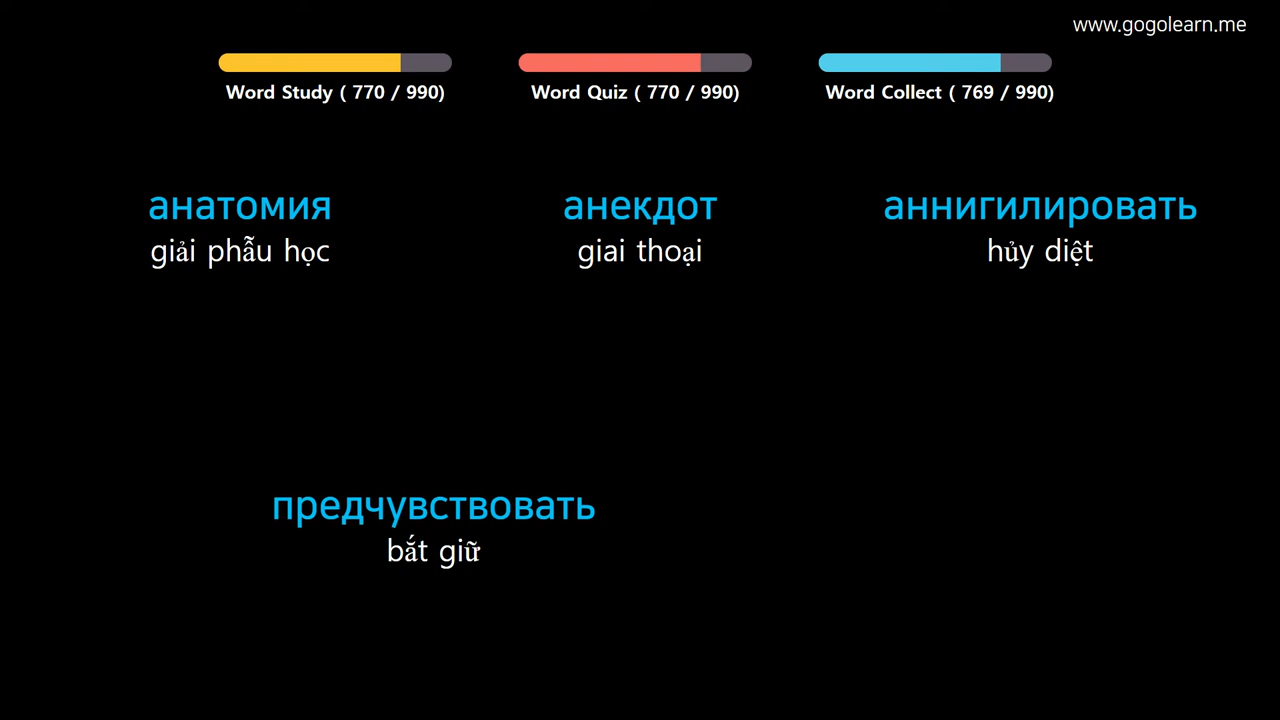 www.gogolearn.me
Word Study ( 770 / 990)
Word Quiz ( 770 / 990)
Word Collect ( 769 / 990)
анатомия
giải phẫu học
анекдот
giai thoại
аннигилировать
hủy diệt
предчувствовать
bắt giữ